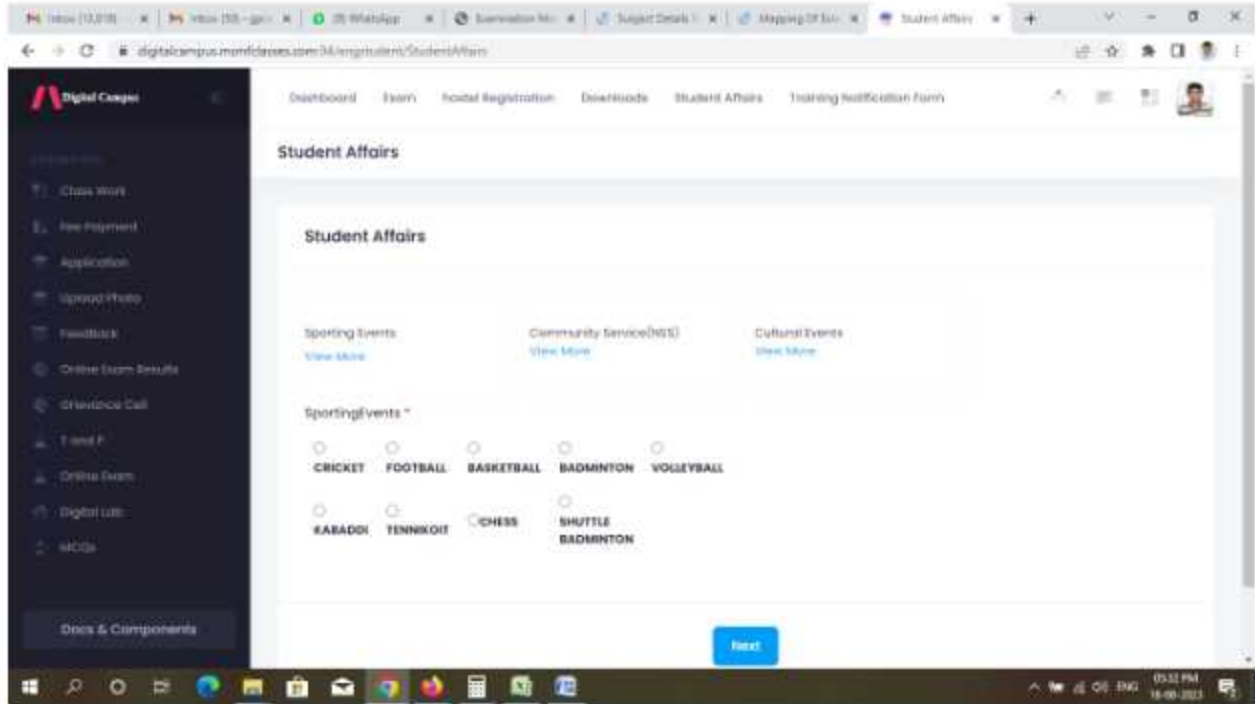 Digital Campus
Dashboard Exam Hostel Registration Downloads Student Affairs Training Notification Form
Student Affairs
Class Work
Fee Payment
Application
Upload Photo
Feedback
Online Exam Results
Grievance Cell
T and P
Online Exam
Digital Lab
MCQs
Docs & Components
Student Affairs
Sporting Events
View More
Community Service(NSS)
View More
Cultural Events
View More
SportingEvents *
CRICKET FOOTBALL BASKETBALL BADMINTON VOLLEYBALL
KABADDI TENNIKOIT CHESS SHUTTLE
BADMINTON
Next
ENG
05:32 PM